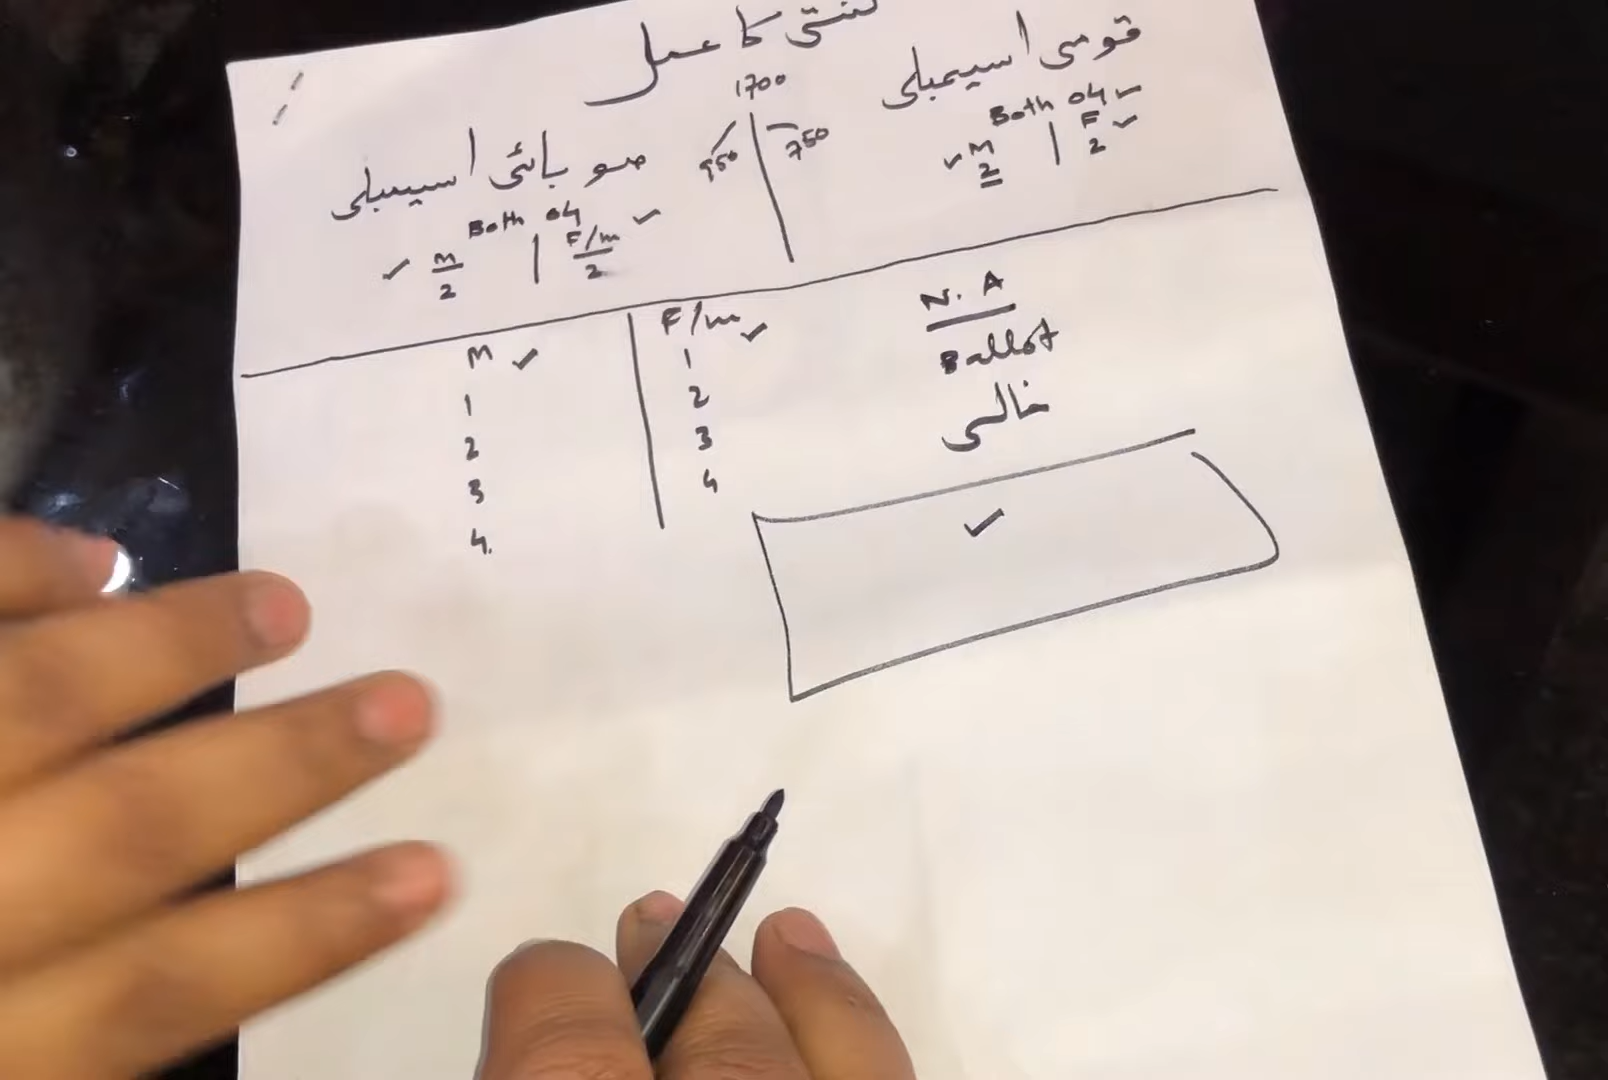 گنتی کا عمل
قومی اسیمبلی
Both 04 ✓
✓ M | F ✓
2 2
1700
950 750
صوبائی اسیمبلی
Both 04
✓ M/2 | F/m/2 ✓
M ✓ F/m ✓
1 1
2 2
3 3
4. 4
N. A
Ballot
خالی
✓